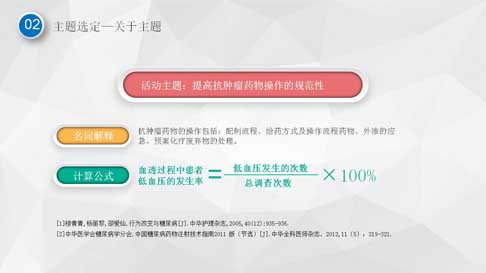 02 主题选定—关于主题
活动主题：提高抗肿瘤药物操作的规范性
名词解释
抗肿瘤药物的操作包括：配制流程、给药方式及操作流程药物、外渗的应
急、预案化疗废弃物的处理。
计算公式
血透过程中患者
低血压的发生率
=
低血压发生的次数
总调查次数
×100%
[1]楼青青,杨丽黎,邵爱仙.行为改变与糖尿病[J].中华护理杂志,2005,40(12):935-936.
[2]中华医学会糖尿病学分会.中国糖尿病药物注射技术指南2011 版（节选）[J].中华全科医师杂志. 2012,11（5）：319-321.